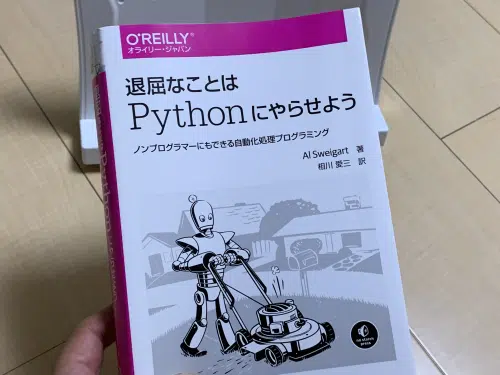 O'REILLY
オライリー・ジャパン
退屈なことは
Pythonにやらせよう
ノンプログラマーにもできる自動化処理プログラミング
Al Sweigart 著
相川 愛三 訳